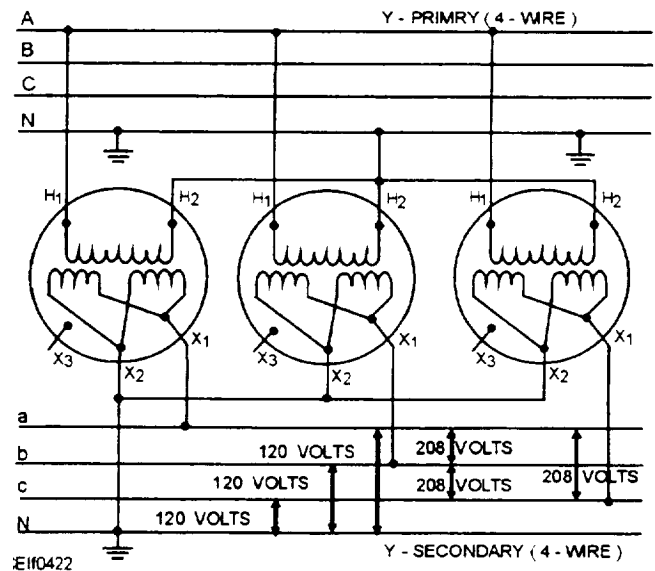 A
Y - PRIMRY ( 4 - WIRE )
B
C
N
H1 H2 H1 H2 H1 H2
X3 X2 X1 X3 X2 X1 X3 X2 X1
a
120 VOLTS 208 VOLTS
b
120 VOLTS 208 VOLTS 208 VOLTS
c
120 VOLTS
N
Y - SECONDARY ( 4 - WIRE )
CEIf0422